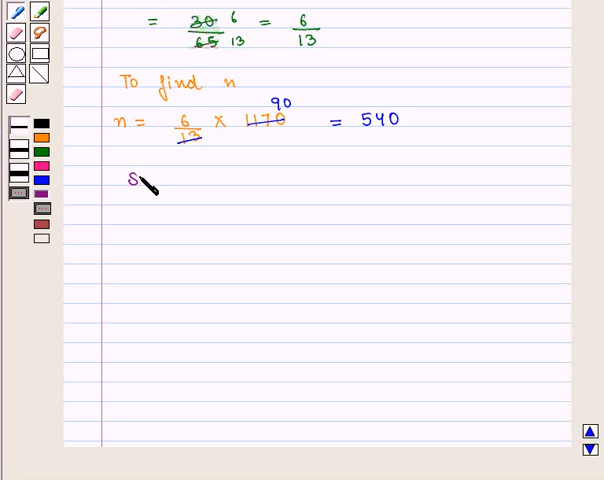 = 30 6 / 65 13 = 6/13
To find n
n = 6/13 × 1170 90 = 540
S